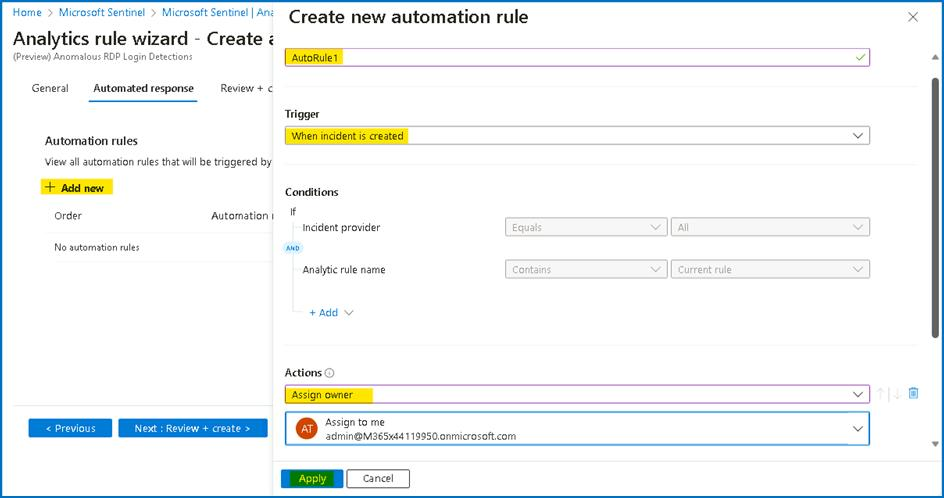 Home > Microsoft Sentinel > Microsoft Sentinel | Ana
Analytics rule wizard - Create a
(Preview) Anomalous RDP Login Detections
General Automated response Review + c
Automation rules
View all automation rules that will be triggered by
+ Add new
Order Automation r
No automation rules
< Previous Next : Review + create >
Create new automation rule
AutoRule1
Trigger
When incident is created
Conditions
If
Incident provider Equals All
AND
Analytic rule name Contains Current rule
+ Add
Actions
Assign owner
AT Assign to me
admin@M365x44119950.onmicrosoft.com
Apply Cancel